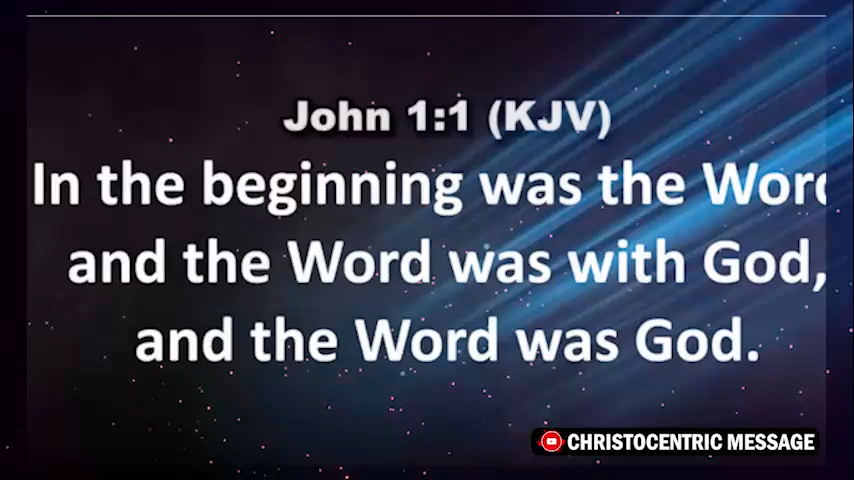 John 1:1 (KJV)
In the beginning was the Wor
and the Word was with God,
and the Word was God.
CHRISTOCENTRIC MESSAGE